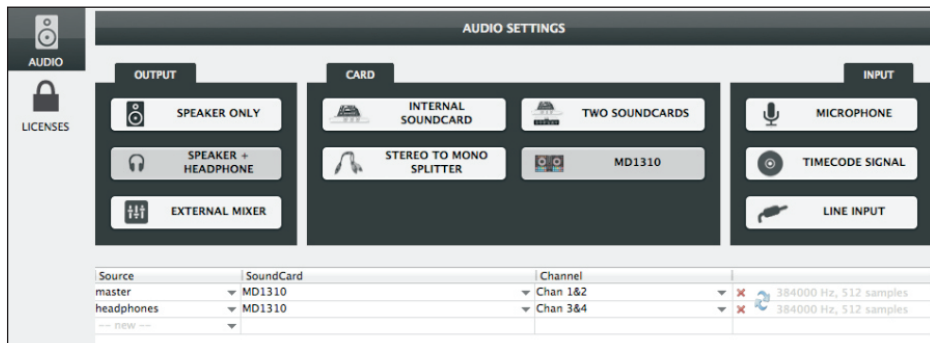 AUDIO SETTINGS
AUDIO
LICENSES
OUTPUT
SPEAKER ONLY
SPEAKER +
HEADPHONE
EXTERNAL MIXER
CARD
INTERNAL
SOUNDCARD
TWO SOUNDCARDS
STEREO TO MONO
SPLITTER
MD1310
INPUT
MICROPHONE
TIMECODE SIGNAL
LINE INPUT
Source SoundCard Channel
master MD1310 Chan 1&2 384000 Hz, 512 samples
headphones MD1310 Chan 3&4 384000 Hz, 512 samples
-- new --